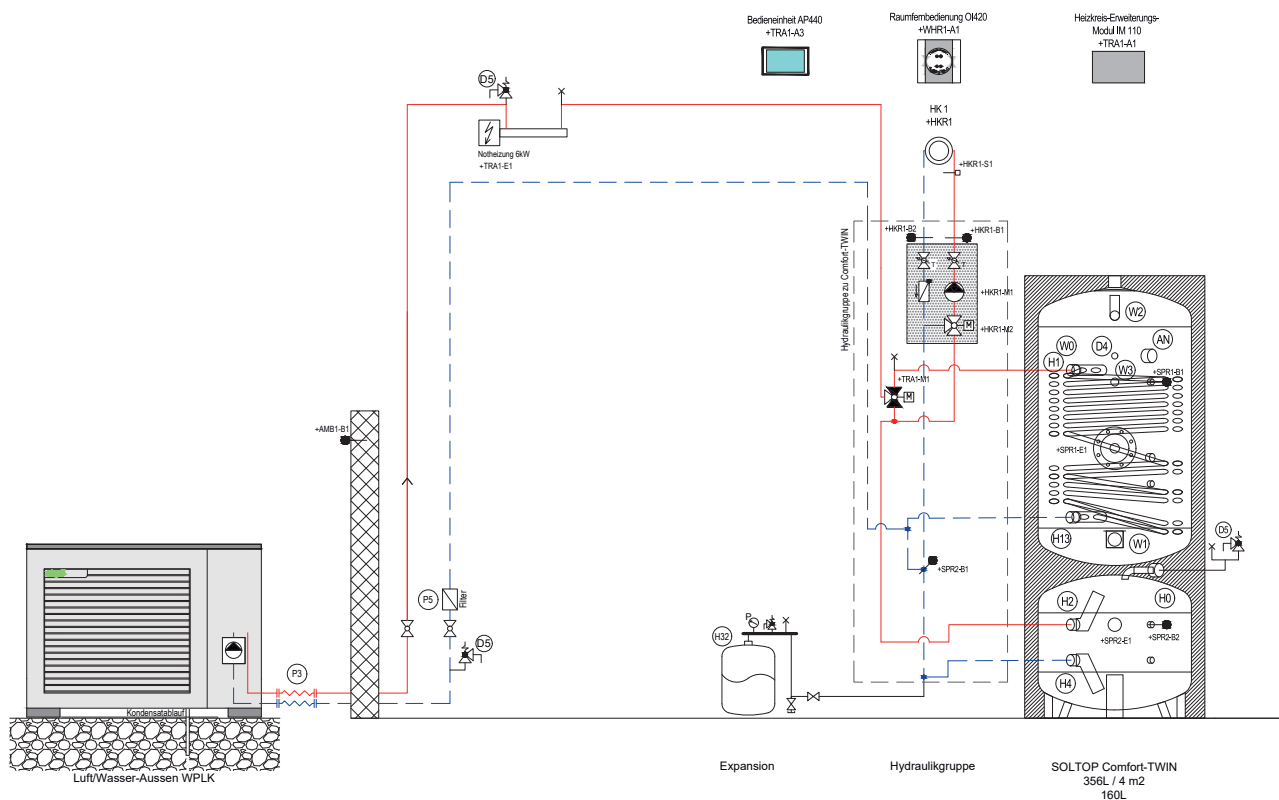 Bedieneinheit AP440
+TRA1-A3
Raumfernbedienung OI420
+WHR1-A1
Heizkreis-Erweiterungs-
Modul IM 110
+TRA1-A1
D5
Notheizung 6kW
+TRA1-E1
HK 1
+HKR1
+HKR1-S1
+HKR1-B2
+HKR1-B1
T
T
+HKR1-M1
+HKR1-M2
M
Hydraulikgruppe zu Comfort-TWIN
+TRA1-M1
M
W2
W0
D4
AN
H1
W3
+SPR1-B1
+SPR1-E1
+AMB1-B1
H13
W1
D5
+SPR2-B1
H2
H0
+SPR2-E1
+SPR2-B2
H4
P5
Filter
D5
P3
P
H32
Kondensatablauf
Luft/Wasser-Aussen WPLK
Expansion
Hydraulikgruppe
SOLTOP Comfort-TWIN
356L / 4 m2
160L